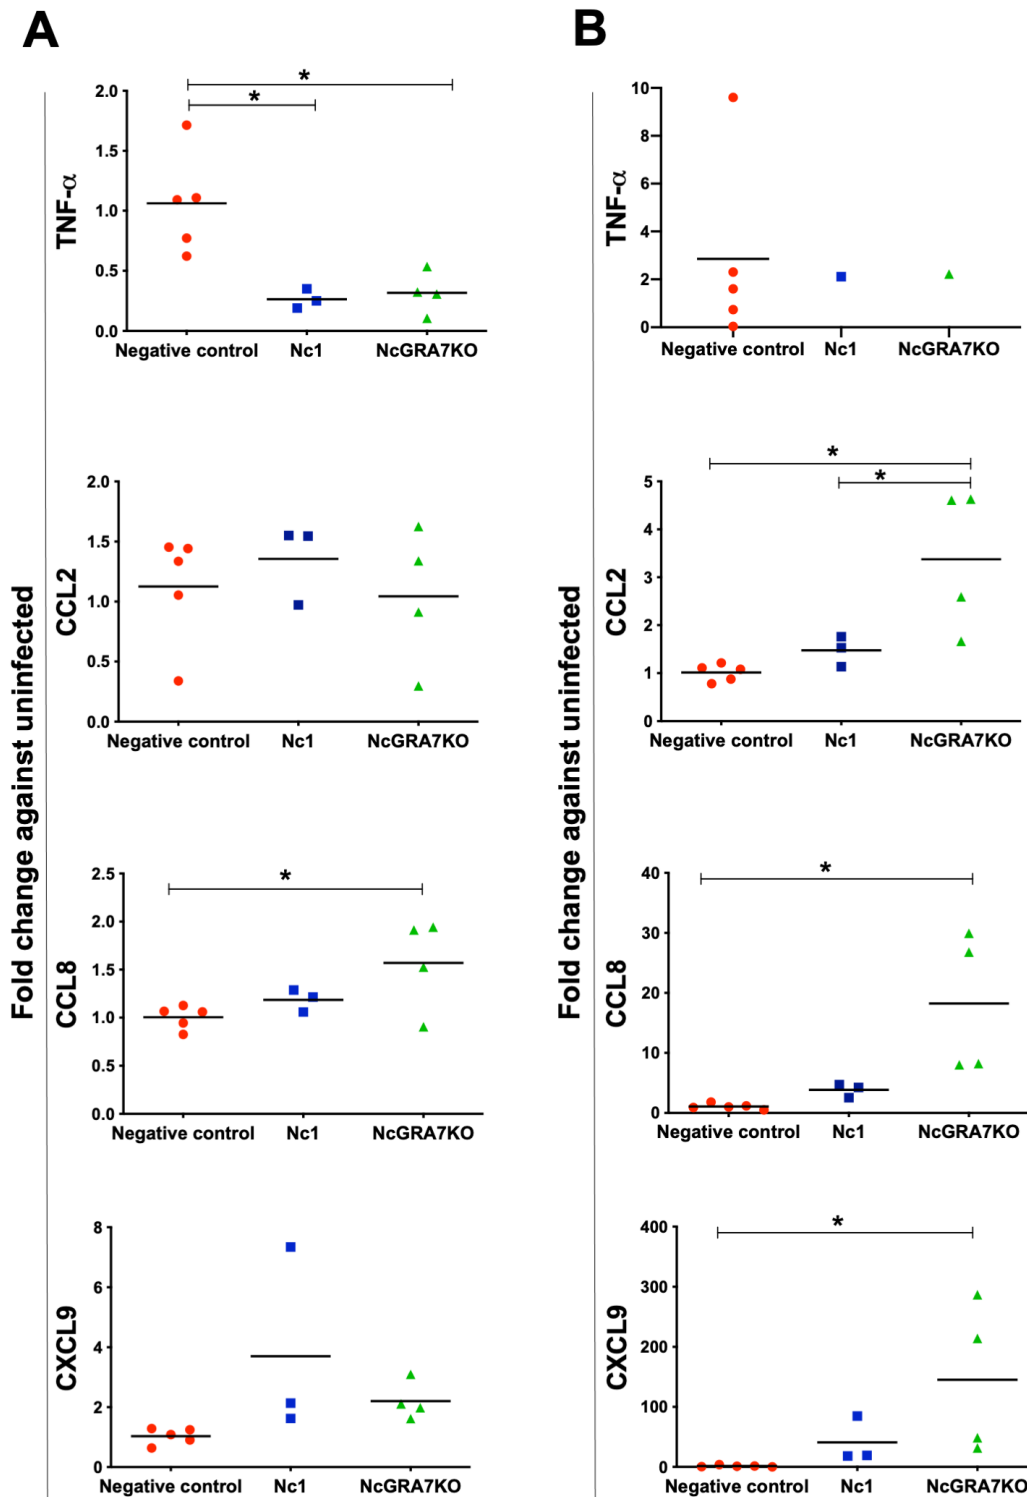 A
Fold change against uninfected
TNF-α
2.0
1.5
1.0
0.5
0.0
*
*
Negative control Nc1 NcGRA7KO
CCL2
2.0
1.5
1.0
0.5
0.0
Negative control Nc1 NcGRA7KO
CCL8
2.5
2.0
1.5
1.0
0.5
0.0
*
Negative control Nc1 NcGRA7KO
CXCL9
8
6
4
2
0
Negative control Nc1 NcGRA7KO
B
Fold change against uninfected
TNF-α
10
8
6
4
2
0
Negative control Nc1 NcGRA7KO
CCL2
5
4
3
2
1
0
*
*
Negative control Nc1 NcGRA7KO
CCL8
40
30
20
10
0
*
Negative control Nc1 NcGRA7KO
CXCL9
400
300
200
100
0
*
Negative control Nc1 NcGRA7KO